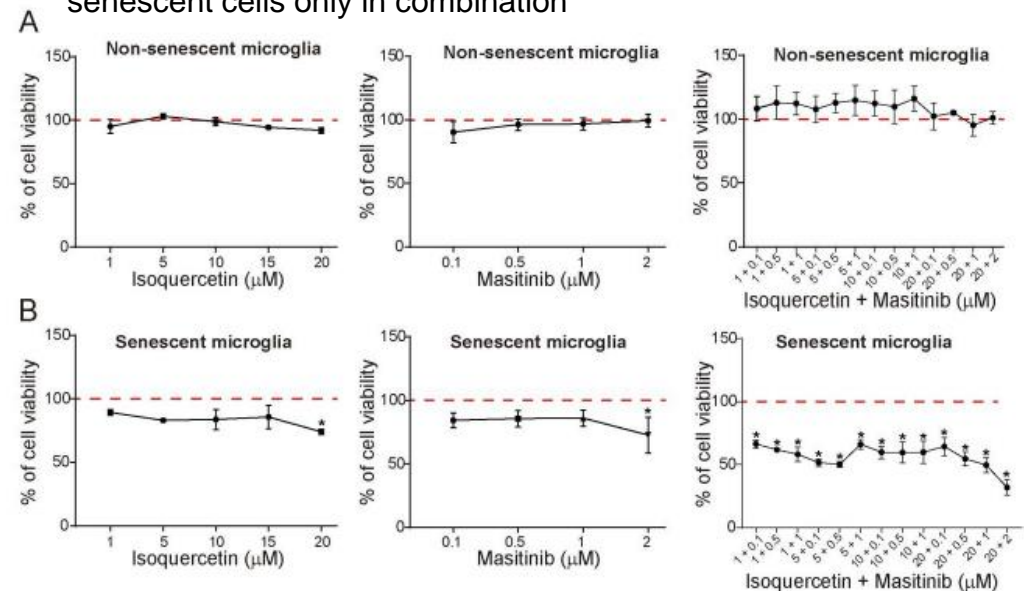 senescent cells only in combination
A
Non-senescent microglia
% of cell viability
150
100
50
0
1 5 10 15 20
Isoquercetin (μM)
Non-senescent microglia
% of cell viability
150
100
50
0
0.1 0.5 1 2
Masitinib (μM)
Non-senescent microglia
% of cell viability
150
100
50
0
1 + 0.1 1 + 0.5 1 + 1 5 + 0.1 5 + 0.5 5 + 1 10 + 0.1 10 + 0.5 10 + 1 20 + 0.1 20 + 0.5 20 + 1 20 + 2
Isoquercetin + Masitinib (μM)
B
Senescent microglia
% of cell viability
150
100
50
0
*
1 5 10 15 20
Isoquercetin (μM)
Senescent microglia
% of cell viability
150
100
50
0
*
0.1 0.5 1 2
Masitinib (μM)
Senescent microglia
% of cell viability
150
100
50
0
* * * * * * * * * * * * *
1 + 0.1 1 + 0.5 1 + 1 5 + 0.1 5 + 0.5 5 + 1 10 + 0.1 10 + 0.5 10 + 1 20 + 0.1 20 + 0.5 20 + 1 20 + 2
Isoquercetin + Masitinib (μM)